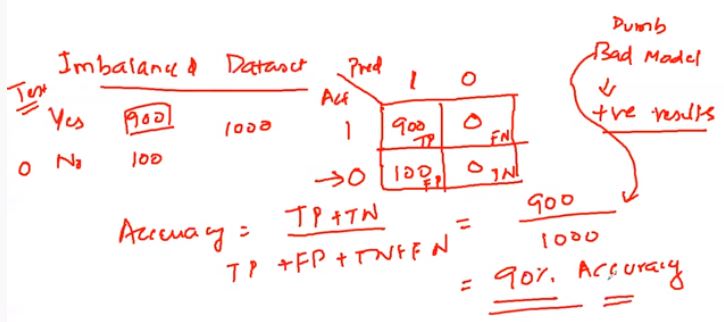 Dumb
Imbalanced Dataset Pred 1 0 Bad Model
Test Act
Yes 900 1000 1 900 TP 0 FN +ve results
0 No 100 → 0 100 FP 0 TN
Accuracy = TP + TN = 900
TP + FP + TN + FN 1000
= 90% Accuracy